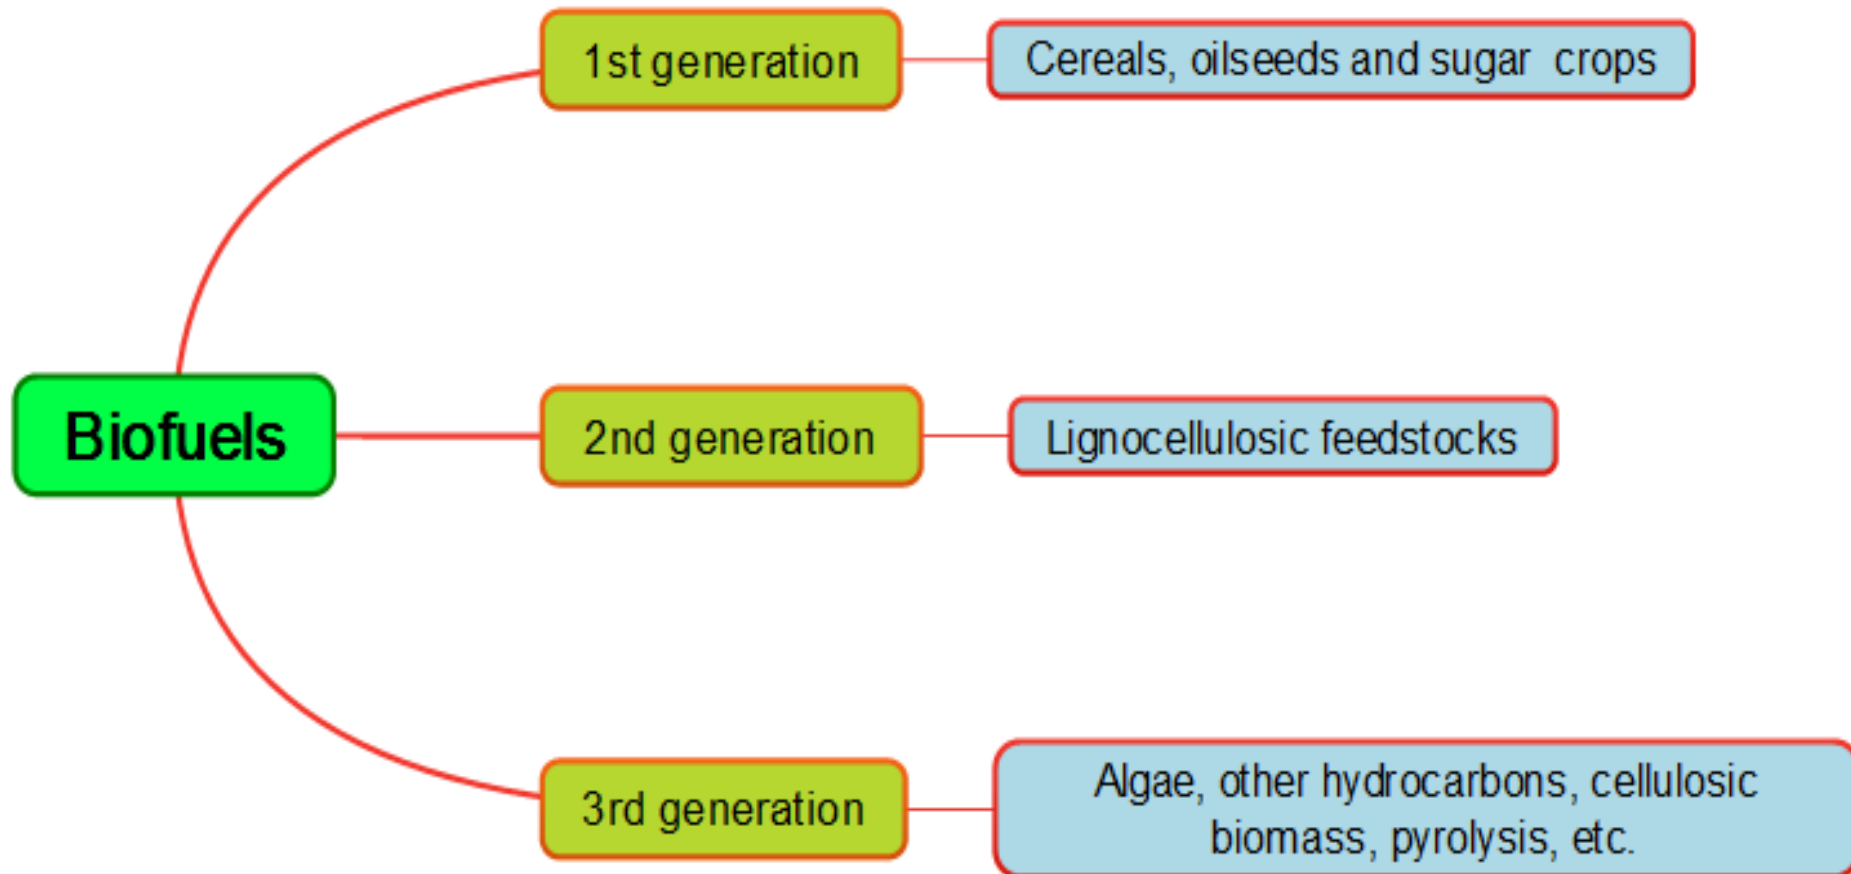 1st generation
Cereals, oilseeds and sugar crops
Biofuels
2nd generation
Lignocellulosic feedstocks
3rd generation
Algae, other hydrocarbons, cellulosic
biomass, pyrolysis, etc.